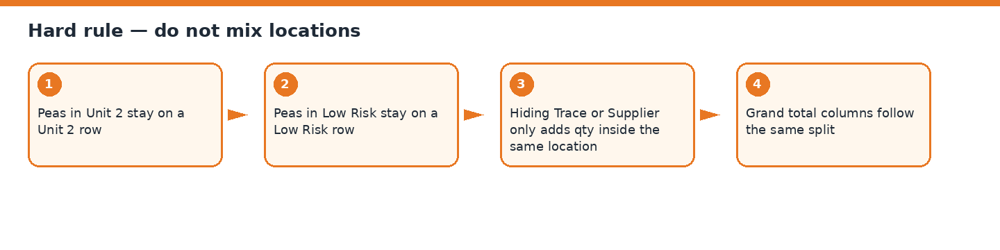 Hard rule — do not mix locations
1
Peas in Unit 2 stay on a
Unit 2 row
2
Peas in Low Risk stay on a
Low Risk row
3
Hiding Trace or Supplier
only adds qty inside the
same location
4
Grand total columns follow
the same split